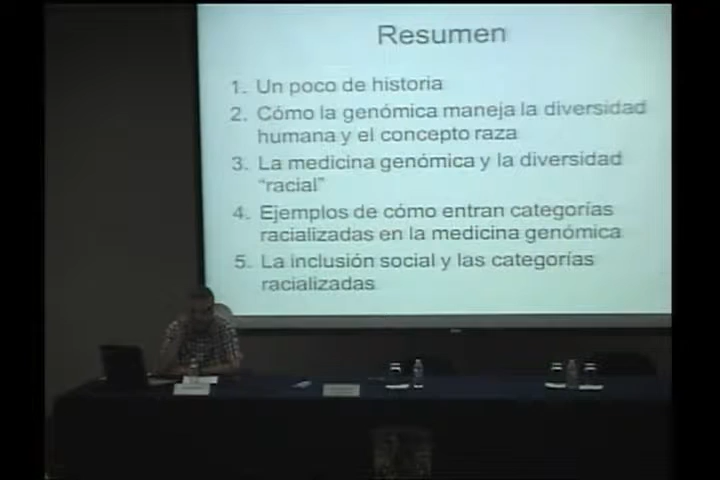 Resumen
1. Un poco de historia
2. Cómo la genómica maneja la diversidad
humana y el concepto raza
3. La medicina genómica y la diversidad
"racial"
4. Ejemplos de cómo entran categorías
racializadas en la medicina genómica
5. La inclusión social y las categorías
racializadas